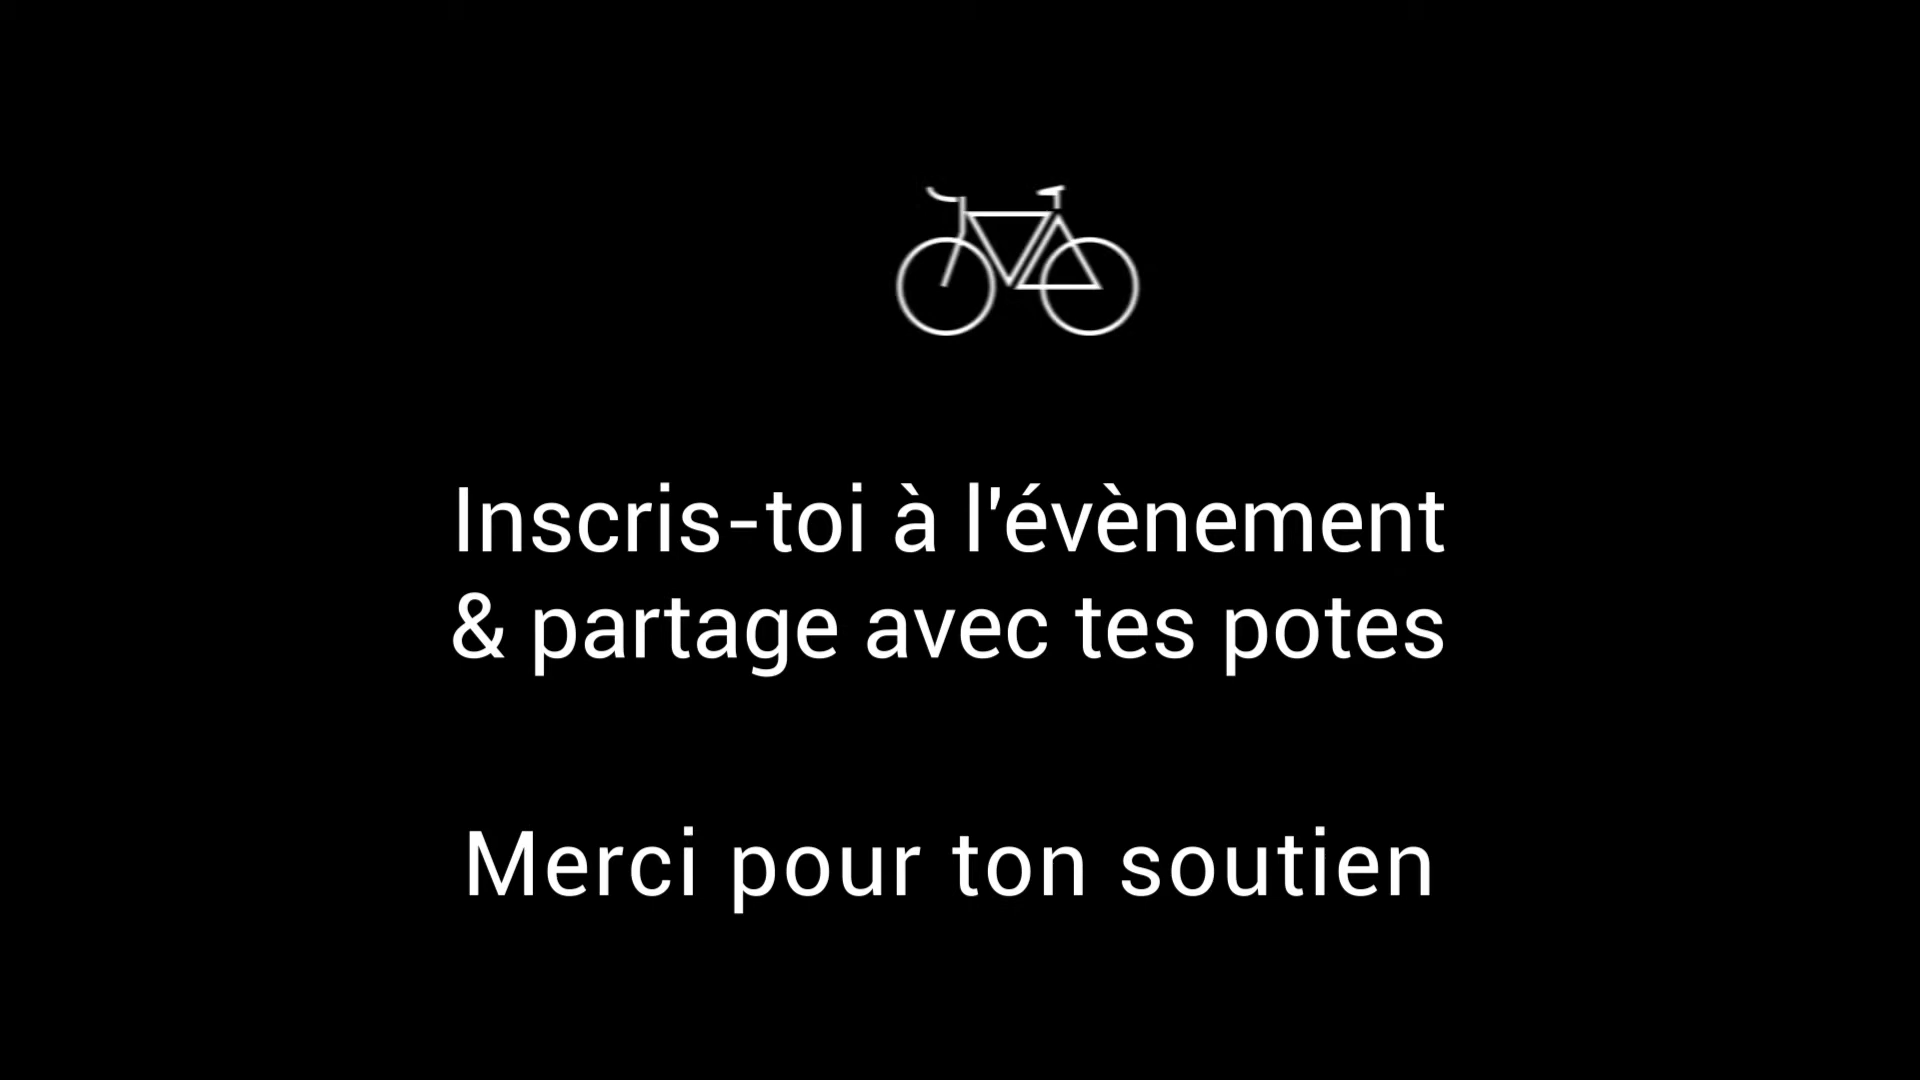 Inscris-toi à l'évènement
& partage avec tes potes
Merci pour ton soutien